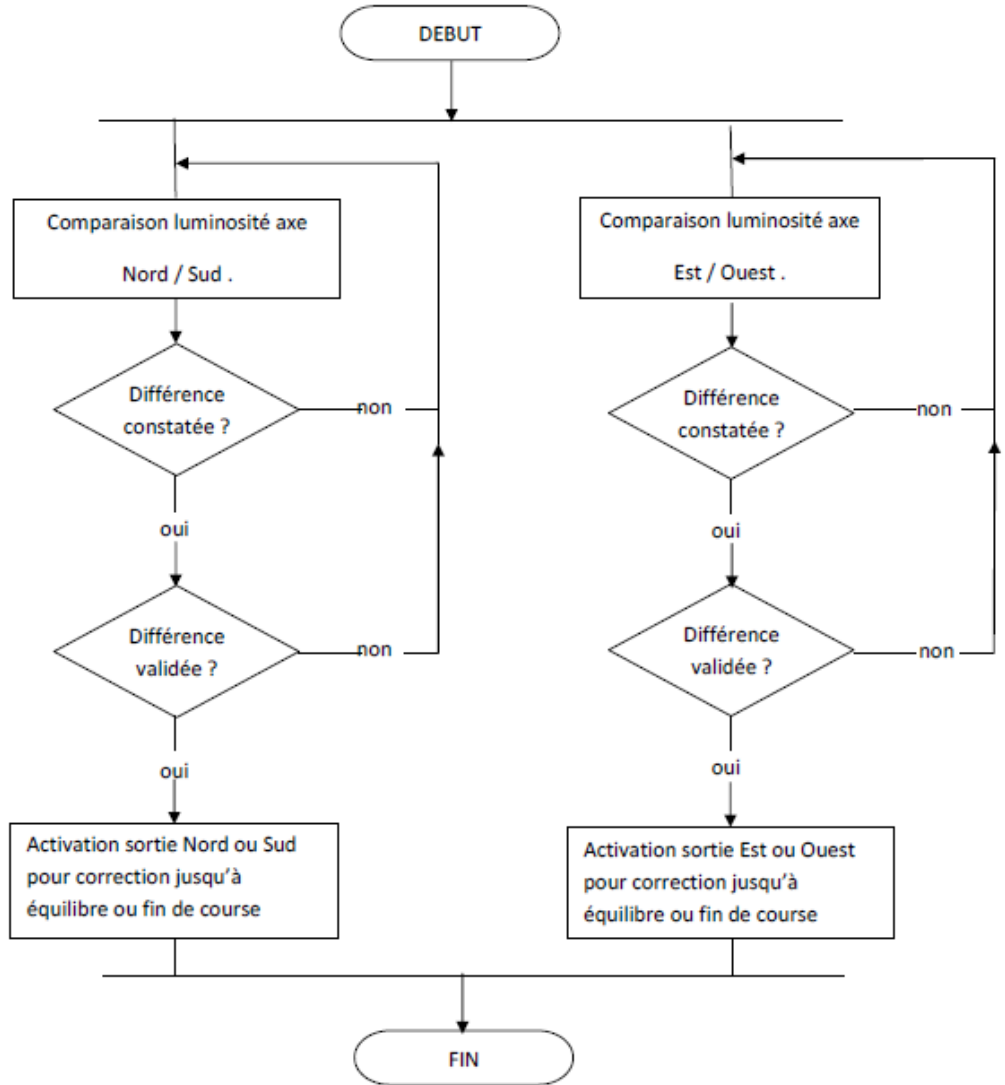 DEBUT
Comparaison luminosité axe
Nord / Sud .
Différence
constatée ?
non
oui
Différence
validée ?
non
oui
Activation sortie Nord ou Sud
pour correction jusqu'à
équilibre ou fin de course
Comparaison luminosité axe
Est / Ouest .
Différence
constatée ?
non
oui
Différence
validée ?
non
oui
Activation sortie Est ou Ouest
pour correction jusqu'à
équilibre ou fin de course
FIN